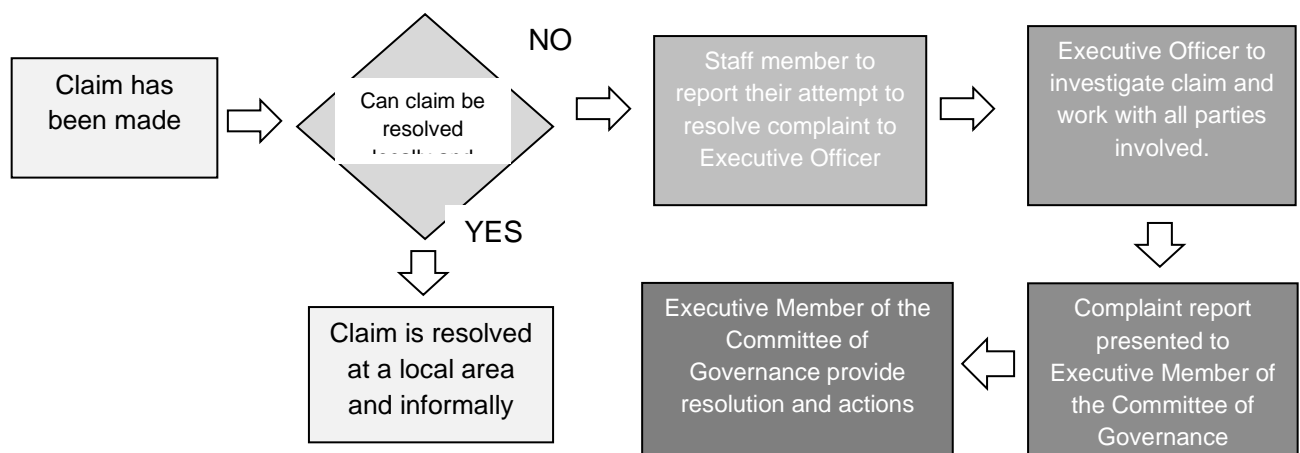 Claim has
been made
Can claim be
resolved
locally and
NO
YES
Staff member to
report their attempt to
resolve complaint to
Executive Officer
Executive Officer to
investigate claim and
work with all parties
involved.
Claim is resolved
at a local area
and informally
Executive Member of the
Committee of
Governance provide
resolution and actions
Complaint report
presented to
Executive Member of
the Committee of
Governance